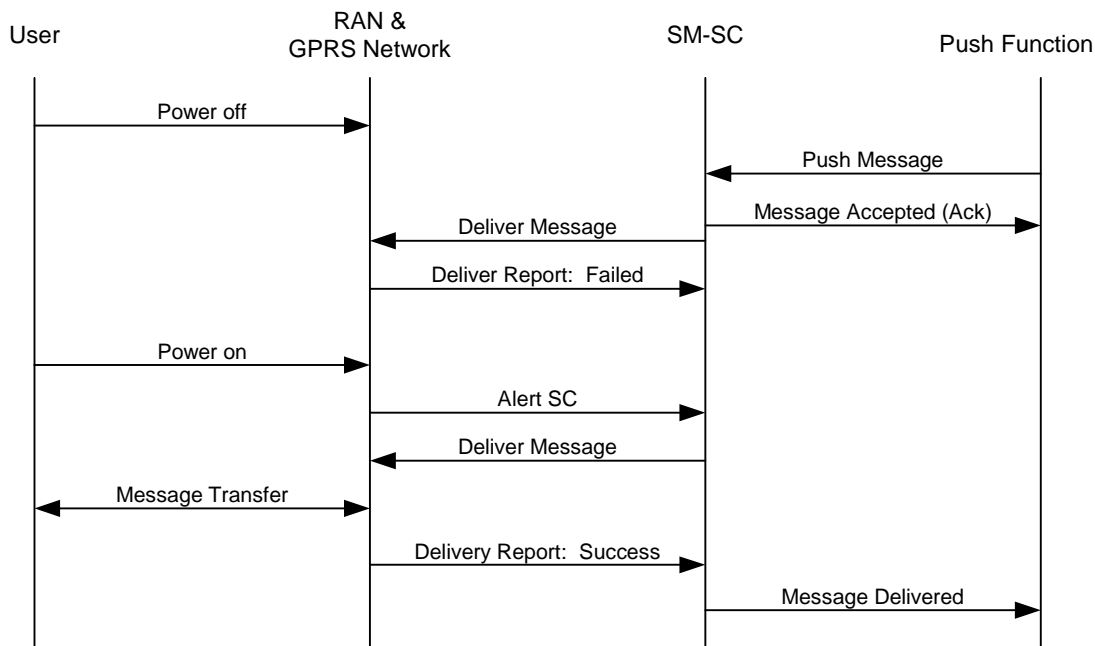 User
RAN &
GPRS Network
SM-SC
Push Function
Power off
Push Message
Message Accepted (Ack)
Deliver Message
Deliver Report: Failed
Power on
Alert SC
Deliver Message
Message Transfer
Delivery Report: Success
Message Delivered